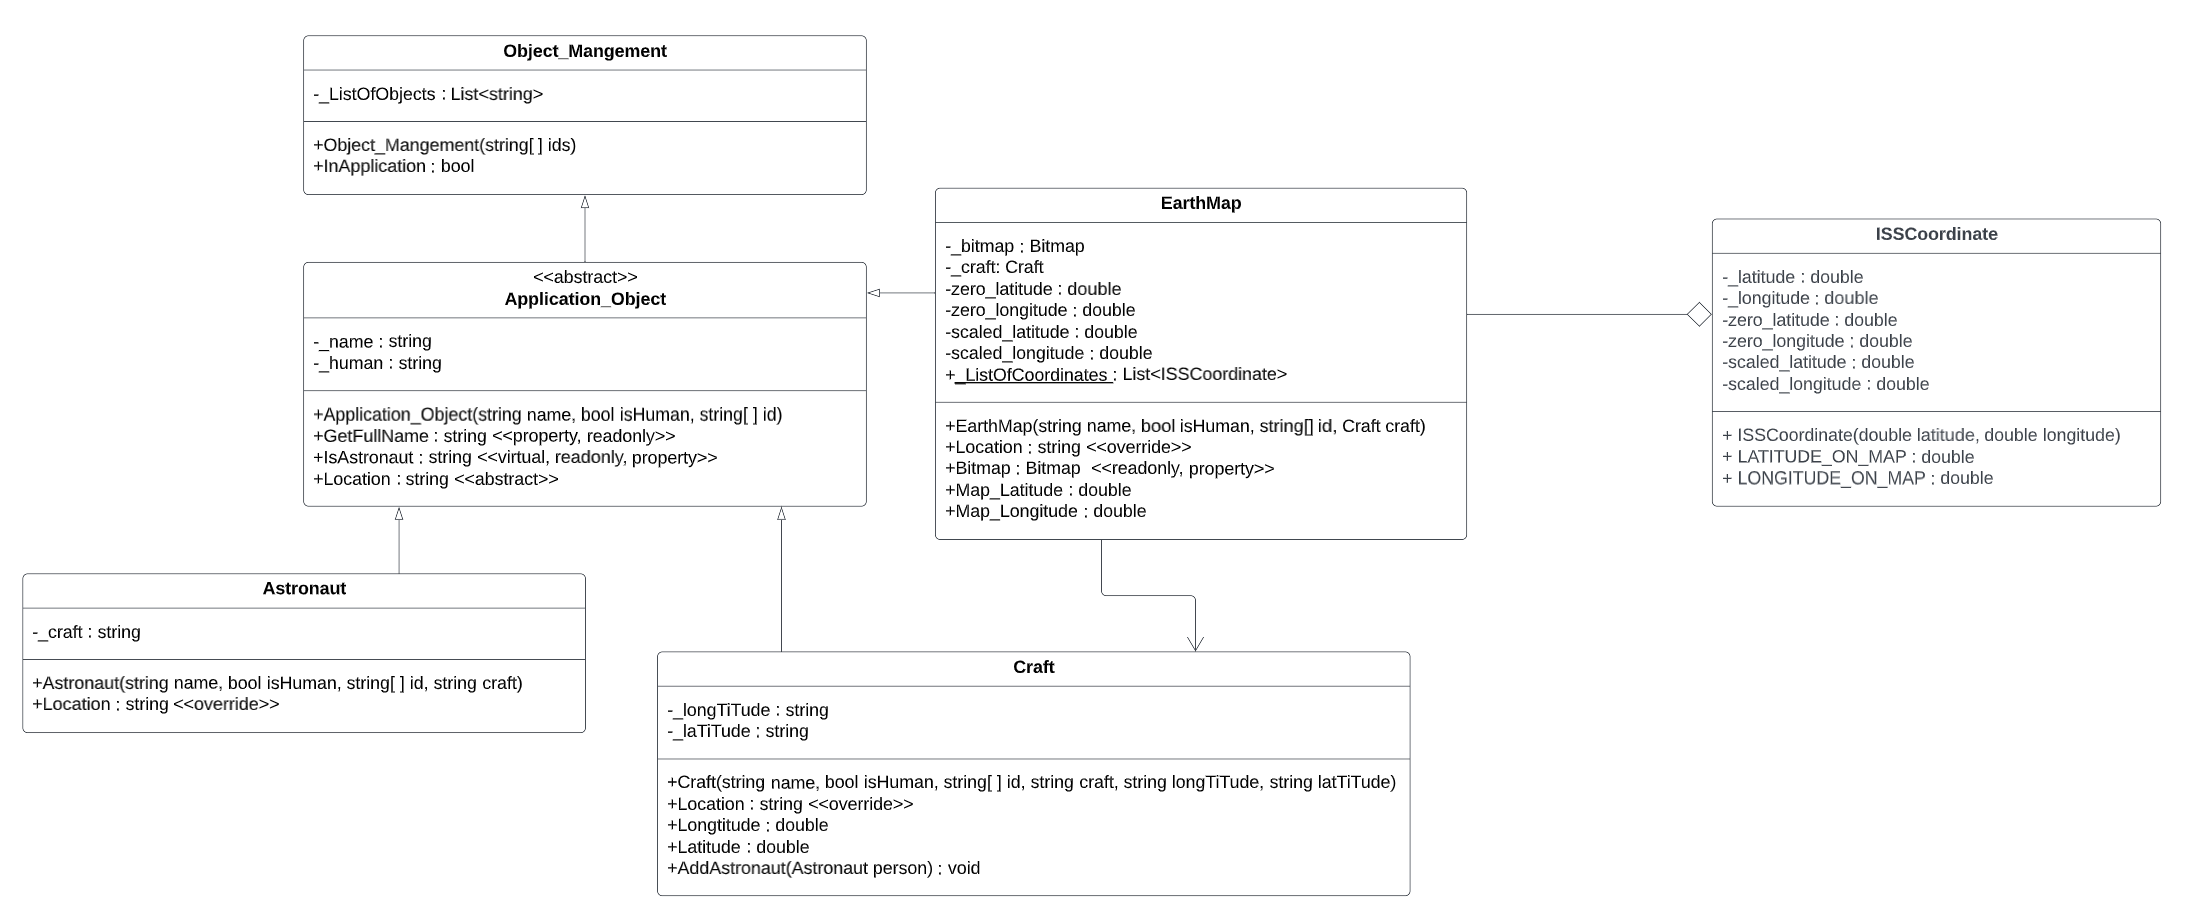 Object_Mangement
-_ListOfObjects : List<string>
+Object_Mangement(string[ ] ids)
+InApplication : bool
<<abstract>>
Application_Object
-_name : string
-_human : string
+Application_Object(string name, bool isHuman, string[ ] id)
+GetFullName : string <<property, readonly>>
+IsAstronaut : string <<virtual, readonly, property>>
+Location : string <<abstract>>
EarthMap
-_bitmap : Bitmap
-_craft: Craft
-zero_latitude : double
-zero_longitude : double
-scaled_latitude : double
-scaled_longitude : double
+_ListOfCoordinates : List<ISSCoordinate>
+EarthMap(string name, bool isHuman, string[] id, Craft craft)
+Location : string <<override>>
+Bitmap : Bitmap <<readonly, property>>
+Map_Latitude : double
+Map_Longitude : double
ISSCoordinate
-_latitude : double
-_longitude : double
-zero_latitude : double
-zero_longitude : double
-scaled_latitude : double
-scaled_longitude : double
+ ISSCoordinate(double latitude, double longitude)
+ LATITUDE_ON_MAP : double
+ LONGITUDE_ON_MAP : double
Astronaut
-_craft : string
+Astronaut(string name, bool isHuman, string[ ] id, string craft)
+Location : string <<override>>
Craft
-_longTiTude : string
-_laTiTude : string
+Craft(string name, bool isHuman, string[ ] id, string craft, string longTiTude, string latTiTude)
+Location : string <<override>>
+Longtitude : double
+Latitude : double
+AddAstronaut(Astronaut person) : void